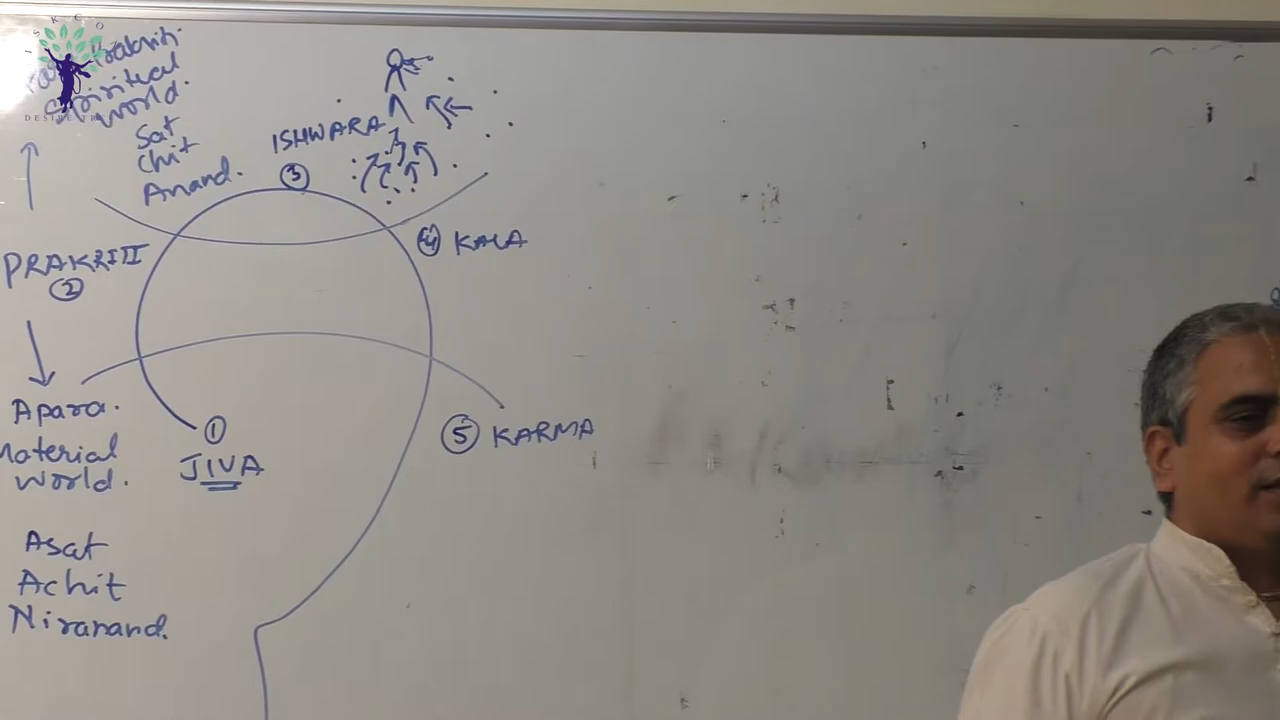 Prakriti.
Spiritual
World.
Sat
Chit
Anand.
ISHWARA
③
④ KALA
PRAKRITI
②
Apara.
Material
World.
①
JIVA
⑤ KARMA
Asat
Achit
Niranand.